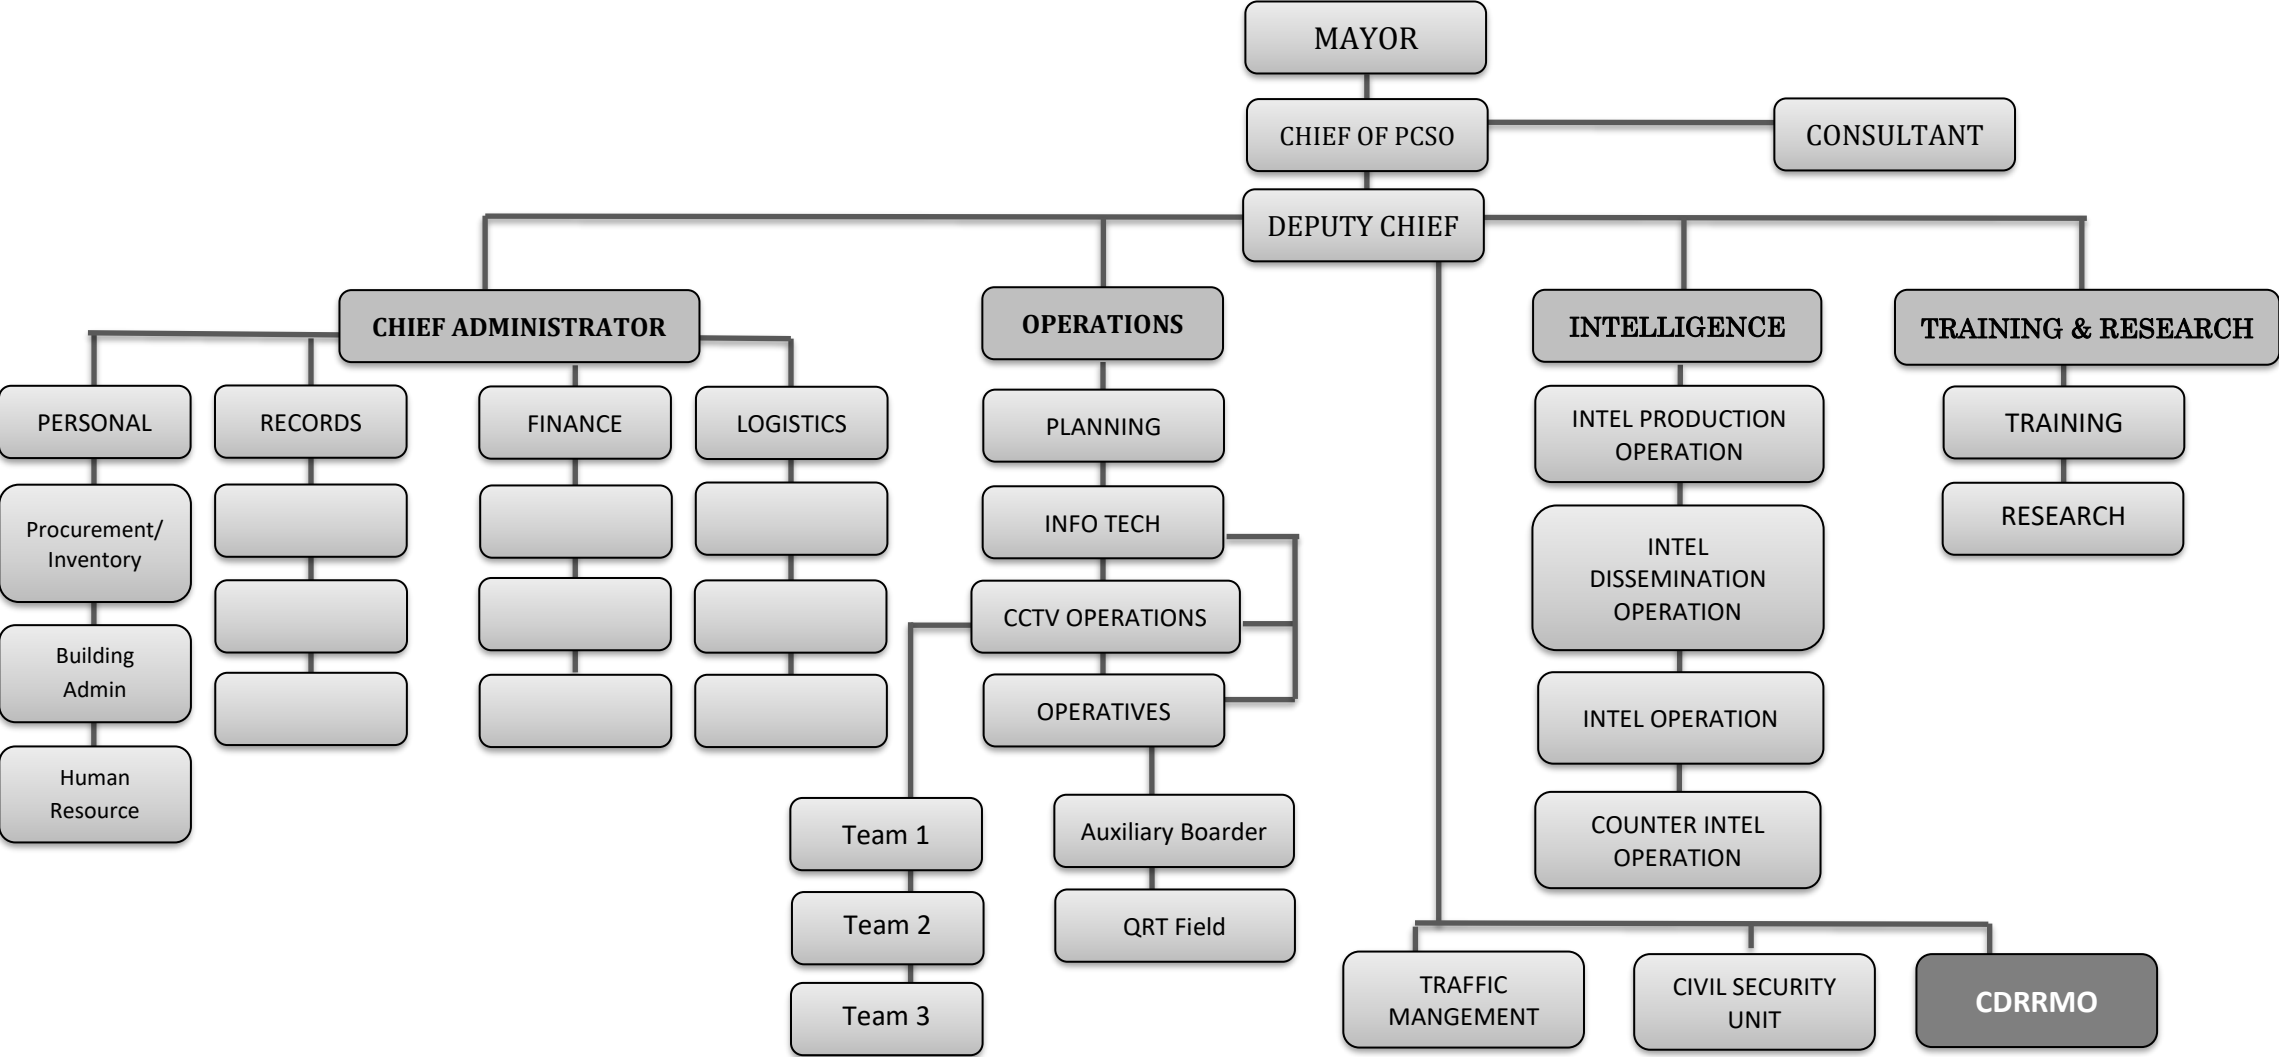 MAYOR
CHIEF OF PCSO
CONSULTANT
DEPUTY CHIEF
CHIEF ADMINISTRATOR
OPERATIONS
INTELLIGENCE
TRAINING & RESEARCH
PERSONAL
RECORDS
FINANCE
LOGISTICS
Procurement/
Inventory
Building
Admin
Human
Resource
PLANNING
INFO TECH
CCTV OPERATIONS
OPERATIVES
Team 1
Team 2
Team 3
Auxiliary Boarder
QRT Field
INTEL PRODUCTION
OPERATION
INTEL
DISSEMINATION
OPERATION
INTEL OPERATION
COUNTER INTEL
OPERATION
TRAINING
RESEARCH
TRAFFIC
MANGEMENT
CIVIL SECURITY
UNIT
CDRRMO